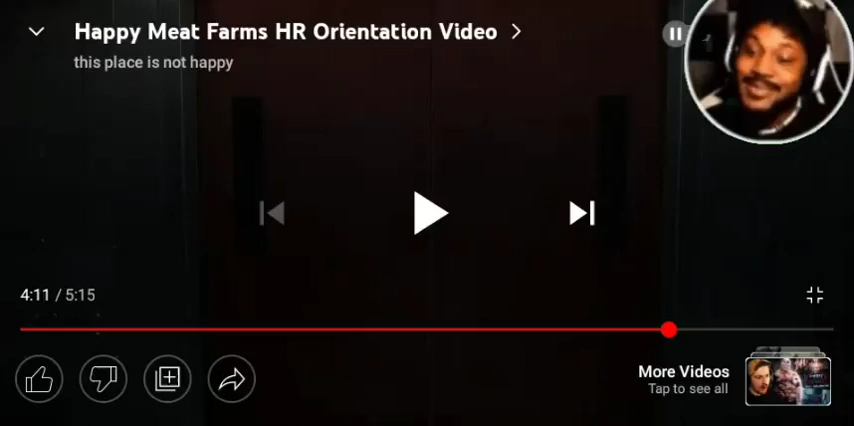 Happy Meat Farms HR Orientation Video
this place is not happy
4:11 / 5:15
More Videos
Tap to see all